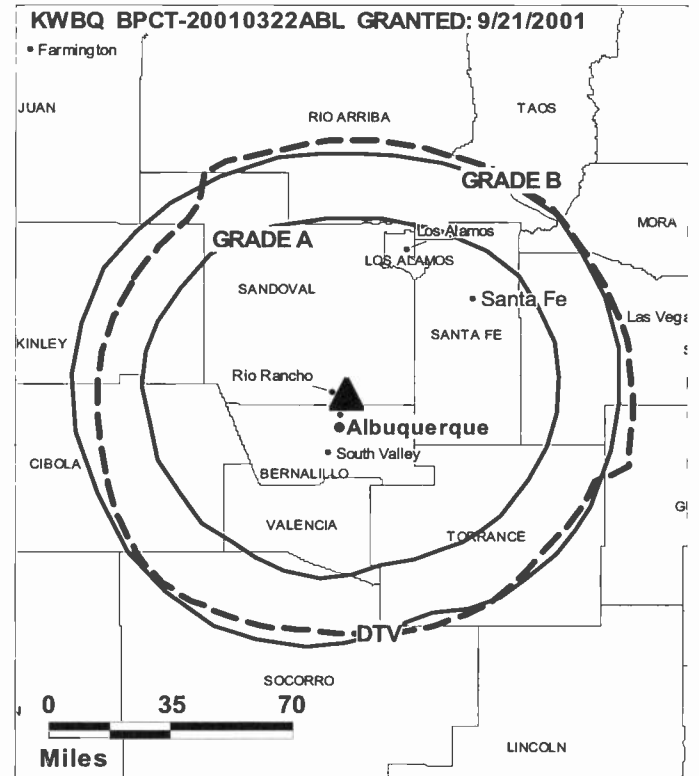 KWBQ BPCT-20010322ABL GRANTED: 9/21/2001
Farmington
JUAN
RIO ARRIBA
TAOS
GRADE B
MORA
GRADE A
Los Alamos
LOS ALAMOS
SANDOVAL
Santa Fe
Las Vega
SANTA FE
KINLEY
Rio Rancho
Albuquerque
South Valley
CIBOLA
BERNALILLO
VALENCIA
TORRANCE
DTV
SOCORRO
0 35 70
Miles
LINCOLN